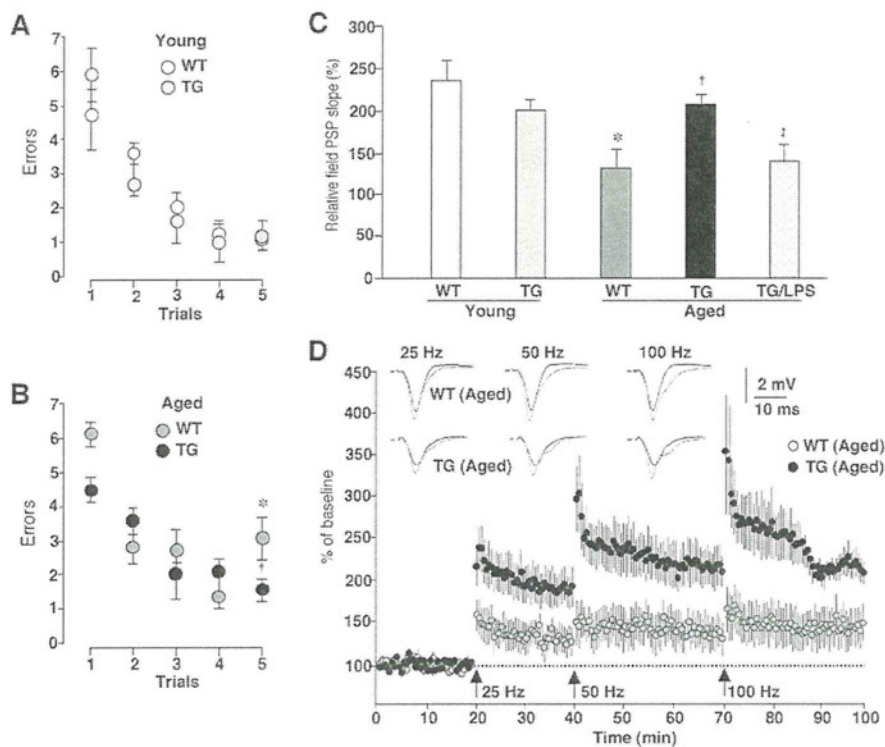 A
Young
WT
TG
7
6
5
4
3
2
1
0
Errors
1 2 3 4 5
Trials
B
Aged
WT
TG
7
6
5
4
3
2
1
0
Errors
*
†
1 2 3 4 5
Trials
C
Relative field PSP slope (%)
300
250
200
150
100
50
0
*
†
‡
WT TG WT TG TG/LPS
Young Aged
D
25 Hz 50 Hz 100 Hz
WT (Aged)
TG (Aged)
2 mV
10 ms
WT (Aged)
TG (Aged)
% of baseline
450
350
300
250
200
150
100
25 Hz 50 Hz 100 Hz
0 10 20 30 40 50 60 70 80 90 100
Time (min)